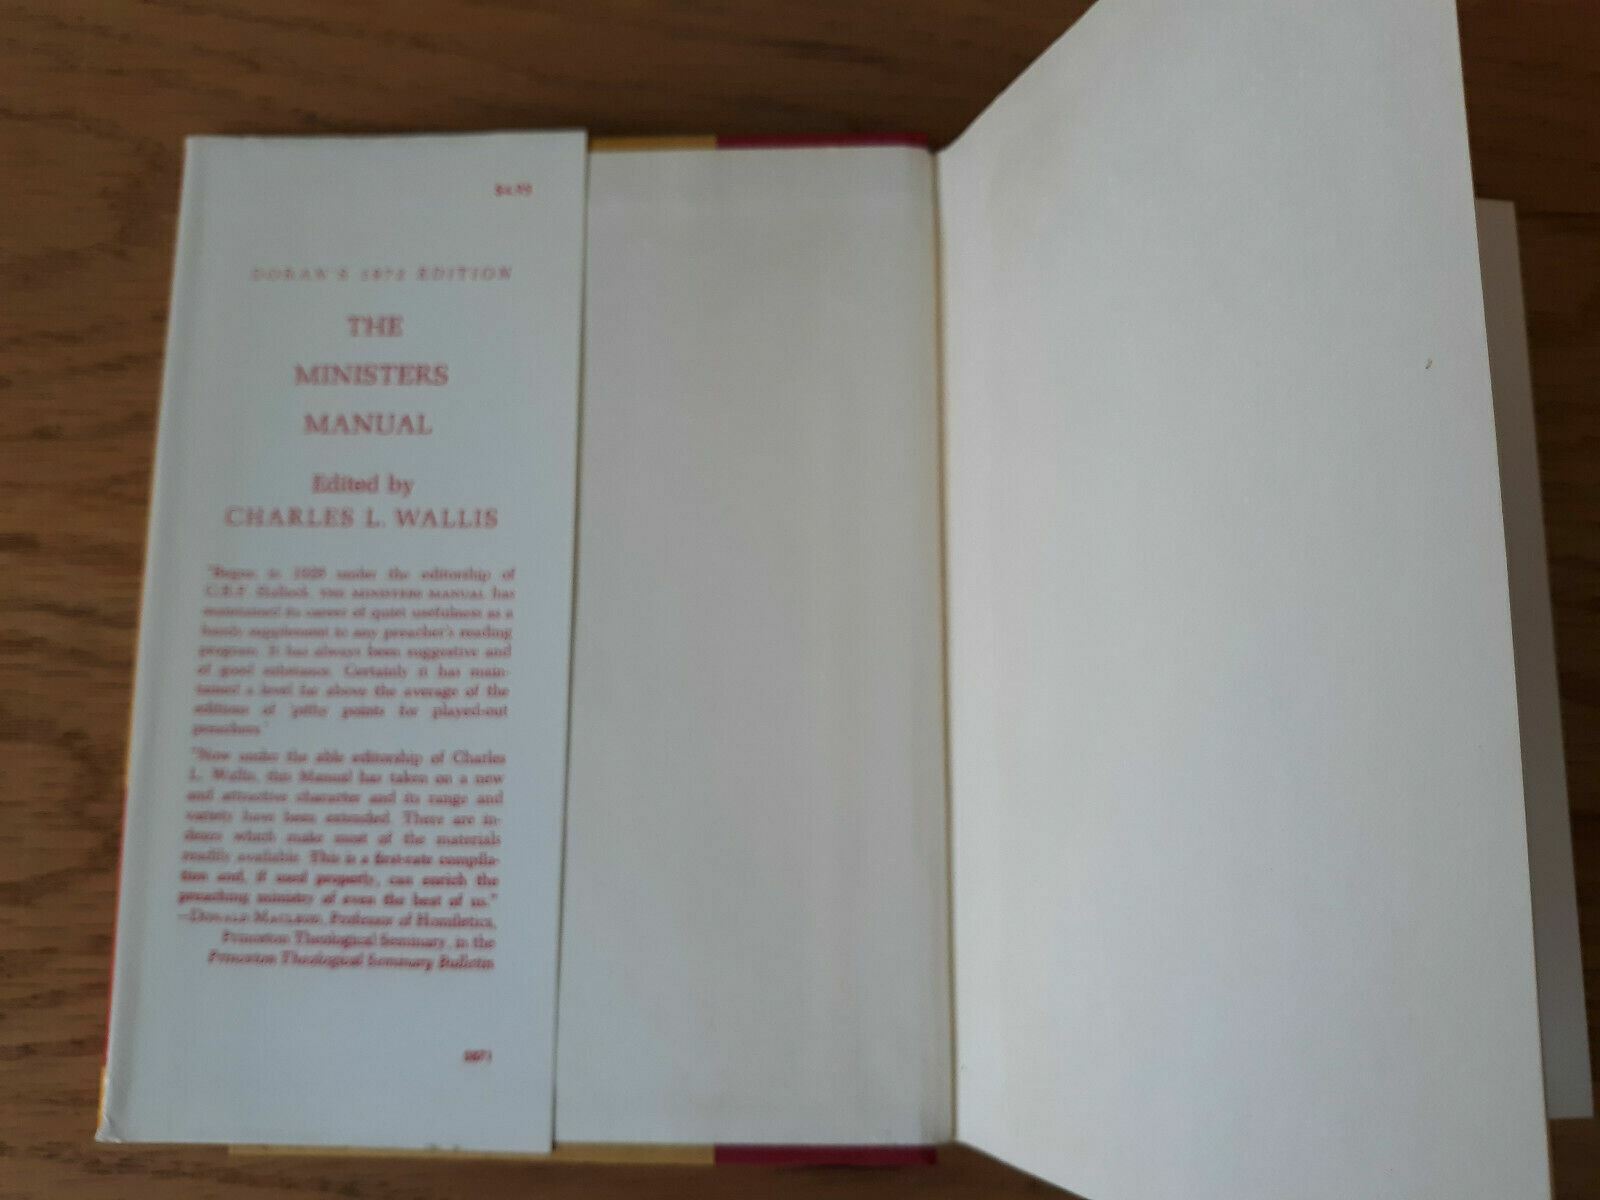 $4.95
DORAN'S 1972 EDITION
THE
MINISTERS
MANUAL
Edited by
CHARLES L. WALLIS
"Begun in 1926 under the editorship of
G.B.F. Hallock, THE MINISTERS MANUAL has
maintained its career of quiet usefulness as a
handy supplement to any preacher's reading
program. It has always been suggestive and
of good substance. Certainly it has main-
tained a level far above the average of the
editions of 'pithy points for played-out
preachers.'
"Now under the able editorship of Charles
L. Wallis, this Manual has taken on a new
and attractive character and its range and
variety have been extended. There are in-
dexes which make most of the materials
readily available. This is a first-rate compila-
tion and, if used properly, can enrich the
preaching ministry of even the best of us."
—DONALD MACLEOD, Professor of Homiletics,
Princeton Theological Seminary, in the
Princeton Theological Seminary Bulletin
0871